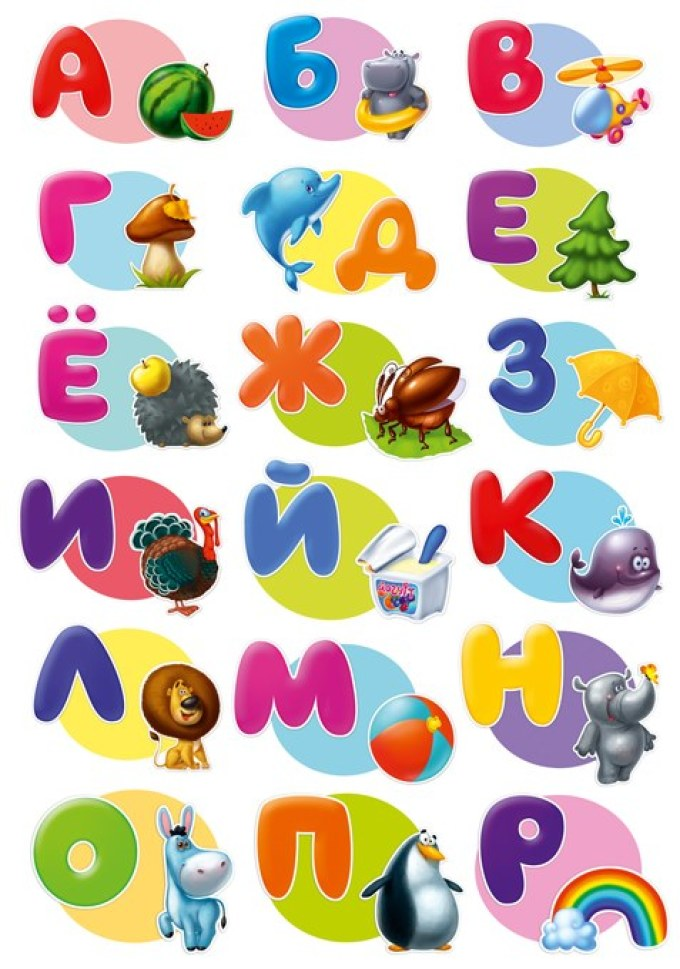 А Б В
Г Д Е
Ё Ж З
И Й К
Л М Н
О П Р